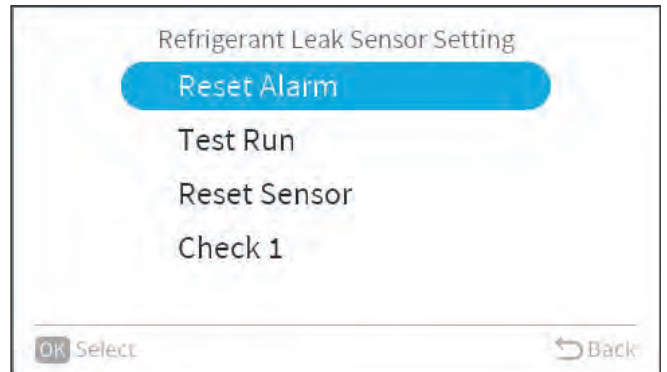 Refrigerant Leak Sensor Setting
Reset Alarm
Test Run
Reset Sensor
Check 1
OK Select Back